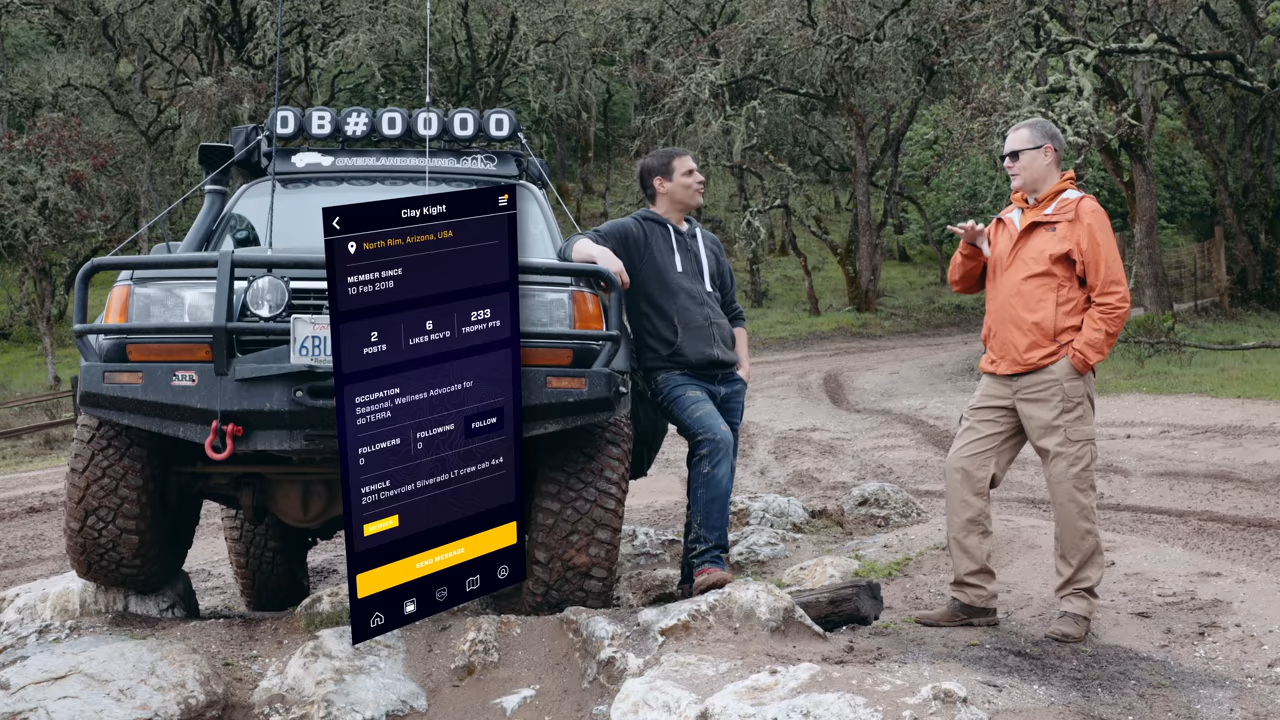 OB#0000
OVERLANDBOUND.COM
Clay Kight
North Rim, Arizona, USA
MEMBER SINCE
10 Feb 2018
2
POSTS
6
LIKES RCV'D
233
TROPHY PTS
OCCUPATION
Seasonal, Wellness Advocate for
doTERRA
FOLLOWERS
0
FOLLOWING
0
FOLLOW
VEHICLE
2011 Chevrolet Silverado LT crew cab 4x4
MEMBER
SEND MESSAGE
6BU
ARB